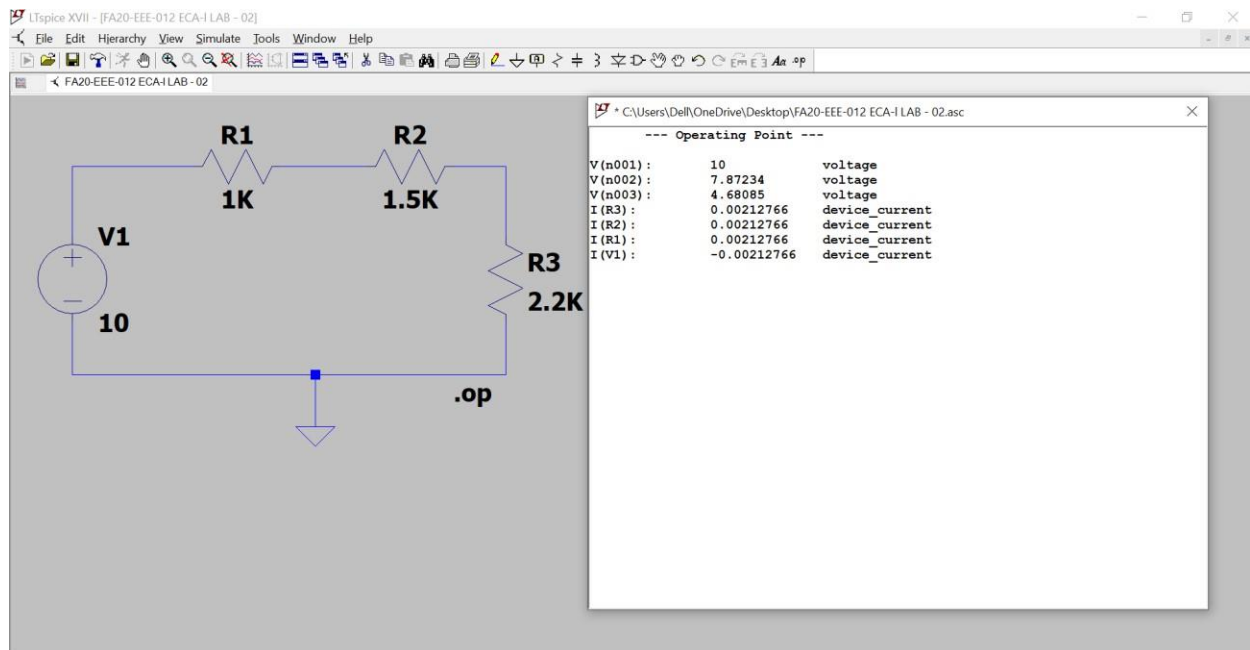 LTspice XVII - [FA20-EEE-012 ECA-I LAB - 02]
File Edit Hierarchy View Simulate Tools Window Help
Aa .op
FA20-EEE-012 ECA-I LAB - 02
R1
1K
R2
1.5K
V1
10
R3
2.2K
.op
* C:\Users\Dell\OneDrive\Desktop\FA20-EEE-012 ECA-I LAB - 02.asc
--- Operating Point ---
V(n001): 10 voltage
V(n002): 7.87234 voltage
V(n003): 4.68085 voltage
I(R3): 0.00212766 device_current
I(R2): 0.00212766 device_current
I(R1): 0.00212766 device_current
I(V1): -0.00212766 device_current